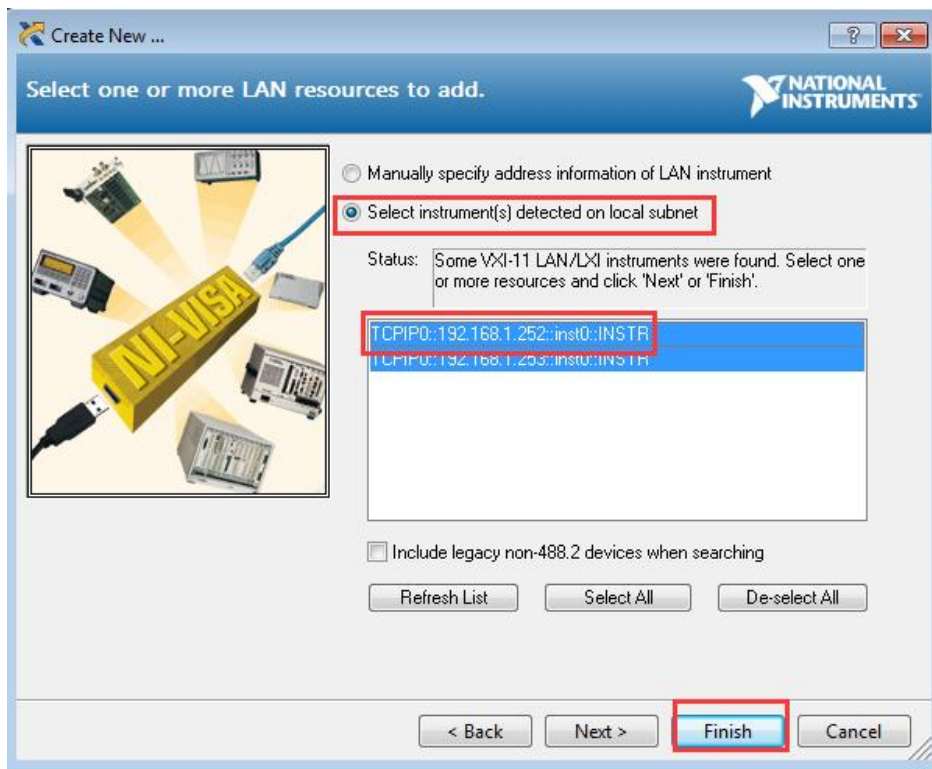 Create New ...
Select one or more LAN resources to add.
NATIONAL
INSTRUMENTS
Manually specify address information of LAN instrument
Select instrument(s) detected on local subnet
Status: Some VXI-11 LAN/LXI instruments were found. Select one
or more resources and click 'Next' or 'Finish'.
TCPIP0::192.168.1.252::inst0::INSTR
TCPIP0::192.168.1.253::inst0::INSTR
NI-VISA
Include legacy non-488.2 devices when searching
Refresh List Select All De-select All
< Back Next > Finish Cancel